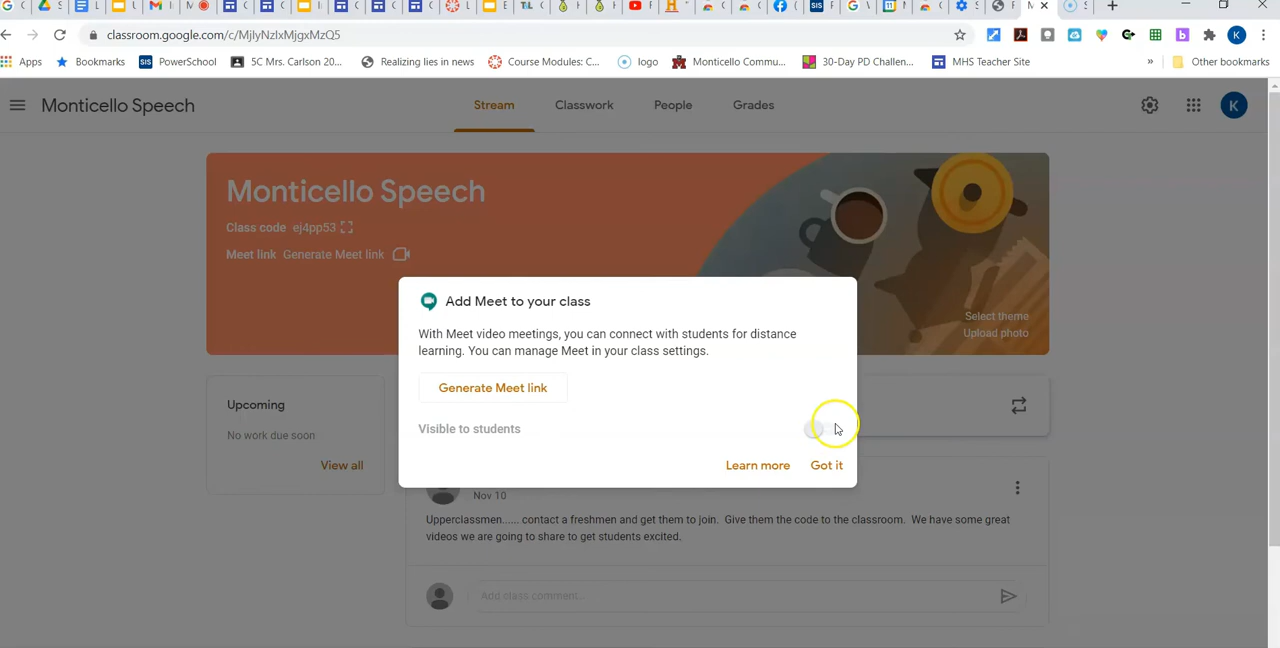 classroom.google.com/c/MjIyNzIxMjgxMzQ5
K
Apps
Bookmarks
SIS PowerSchool
5C Mrs. Carlson 20...
Realizing lies in news
Course Modules: C...
logo
Monticello Commu...
30-Day PD Challen...
MHS Teacher Site
»
Other bookmarks
Monticello Speech
Stream
Classwork
People
Grades
K
Monticello Speech
Class code ej4pp53
Meet link Generate Meet link
Select theme
Upload photo
Add Meet to your class
With Meet video meetings, you can connect with students for distance
learning. You can manage Meet in your class settings.
Generate Meet link
Visible to students
Learn more
Got it
Upcoming
No work due soon
View all
Nov 10
Upperclassmen...... contact a freshmen and get them to join. Give them the code to the classroom. We have some great
videos we are going to share to get students excited.
Add class comment...